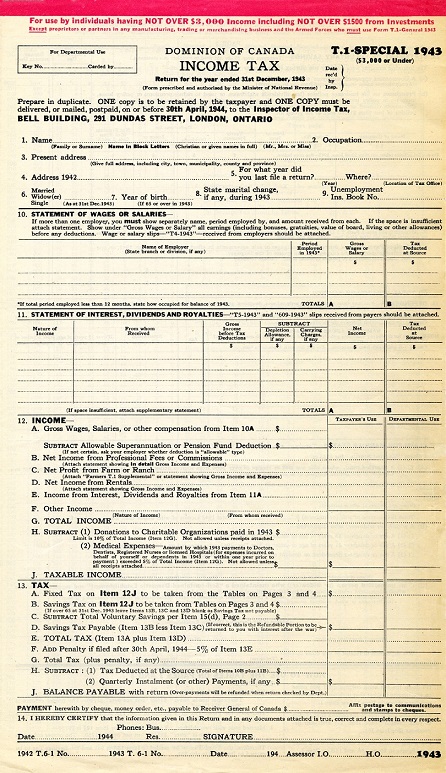 For use by Individuals having NOT OVER $3,000 Income including NOT OVER $1500 from Investments
Except proprietors or partners in any manufacturing, trading or merchandising business and the Armed Forces who must use Form T.1-General 1943
For Departmental Use
Key No. Carded by
DOMINION OF CANADA
INCOME TAX
Return for the year ended 31st December, 1943
(Form prescribed and authorised by the Minister of National Revenue)
Date rec'd by Insp.
T.1-SPECIAL 1943
($3,000 or Under)
Prepare in duplicate. ONE copy is to be retained by the taxpayer and ONE COPY must be
delivered, or mailed, postpaid, on or before 30th April, 1944, to the Inspector of Income Tax,
BELL BUILDING, 291 DUNDAS STREET, LONDON, ONTARIO
1. Name 2. Occupation
(Family or Surname) Name in Block Letters (Christian or given names in full) (Mr., Mrs. or Miss)
3. Present address
(Give full address, including city, town, municipality, county and province)
4. Address 1942 5. For what year did you last file a return? Where?
(Year) (Location of Tax Office)
6. Married Widow(er) Single (As at 31st Dec. 1943) 7. Year of birth (If 65 or over in 1943) 8. State marital change, if any, during 1943 9. Unemployment Ins. Book No.
10. STATEMENT OF WAGES OR SALARIES—
If more than one employer, you must show separately name, period employed by, and amount received from each. If the space is insufficient
attach statement. Show under "Gross Wages or Salary" all earnings (including bonuses, gratuities, value of board, living or other allowances)
before any deductions. Wage or salary slips—"T4-1943"—received from employers should be attached.
Name of Employer (State branch or division, if any) Period Employed in 1943* Gross Wages or Salary Tax Deducted at Source
$ $
*If total period employed less than 12 months, state how occupied for balance of 1943. TOTALS A B
11. STATEMENT OF INTEREST, DIVIDENDS AND ROYALTIES—"T5-1943" and "609-1943" slips received from payers should be attached.
Nature of Income From whom Received Gross Income before Tax Deductions SUBTRACT Depletion Allowance, if any Carrying Charges, if any Net Income Tax Deducted at Source
$ $ $ $ $
(If space insufficient, attach supplementary statement) TOTALS A B
12. INCOME— TAXPAYER'S USE DEPARTMENTAL USE
A. Gross Wages, Salaries, or other compensation from Item 10A $
SUBTRACT Allowable Superannuation or Pension Fund Deduction $ $
(If not certain, ask your employer whether deduction is "allowable" type)
B. Net Income from Professional Fees or Commissions
(Attach statement showing in detail Gross Income and Expenses)
C. Net Profit from Farm or Ranch
(Attach "Farmers T.1 Supplemental" or statement showing Gross Income and Expenses)
D. Net Income from Rentals
(Attach statement showing Gross Income and Expenses)
E. Income from Interest, Dividends and Royalties from Item 11A
F. Other Income
(Nature of Income) (From whom received)
G. TOTAL INCOME $
H. SUBTRACT (1) Donations to Charitable Organizations paid in 1943 $
Limit is 10% of Total Income (Item 12G). Not allowed unless receipts attached.
(2) Medical Expenses—Amount by which 1943 payments to Doctors,
Dentists, Registered Nurses or licensed Hospitals (for expenses incurred on
behalf of yourself or dependents in 1943 or within one year prior to
payment) exceeded 5% of Total Income (Item 12G). Not allowed unless
all receipts attached. $ $
J. TAXABLE INCOME $
13. TAX—
A. Fixed Tax on Item 12J to be taken from the Tables on Pages 3 and 4 $
B. Savings Tax on Item 12J to be taken from Tables on Pages 3 and 4 $
(If over 65 at 31st Dec. 1943 leave Items 13B, 13C and 13D blank as Savings Tax not payable)
C. SUBTRACT Total Voluntary Savings per Item 15(d), Page 2
D. Savings Tax Payable (Item 13B less Item 13C) (If correct, this is the Refundable Portion to be returned to you with interest after the war)
E. TOTAL TAX (Item 13A plus Item 13D) $
F. ADD Penalty if filed after 30th April, 1944—5% of Item 13E
G. Total Tax (plus penalty, if any) $
H. SUBTRACT: (1) Tax Deducted at the Source (Total of Items 10B plus 11B) $
(2) Quarterly Instalment (or other) Payments, if any $
J. BALANCE PAYABLE with return (Over-payments will be refunded when return checked by Dept.) $
PAYMENT herewith by cheque, money order, etc., payable to Receiver General of Canada $ Affix postage to communications and stamps to cheques.
14. I HEREBY CERTIFY that the information given in this Return and in any documents attached is true, correct and complete in every respect.
Phones: Bus.
Date 1944 Res. SIGNATURE
1942 T.6-1 No. 1943 T.6-1 No. Date 194 Assessor I.O. H.O. 1943